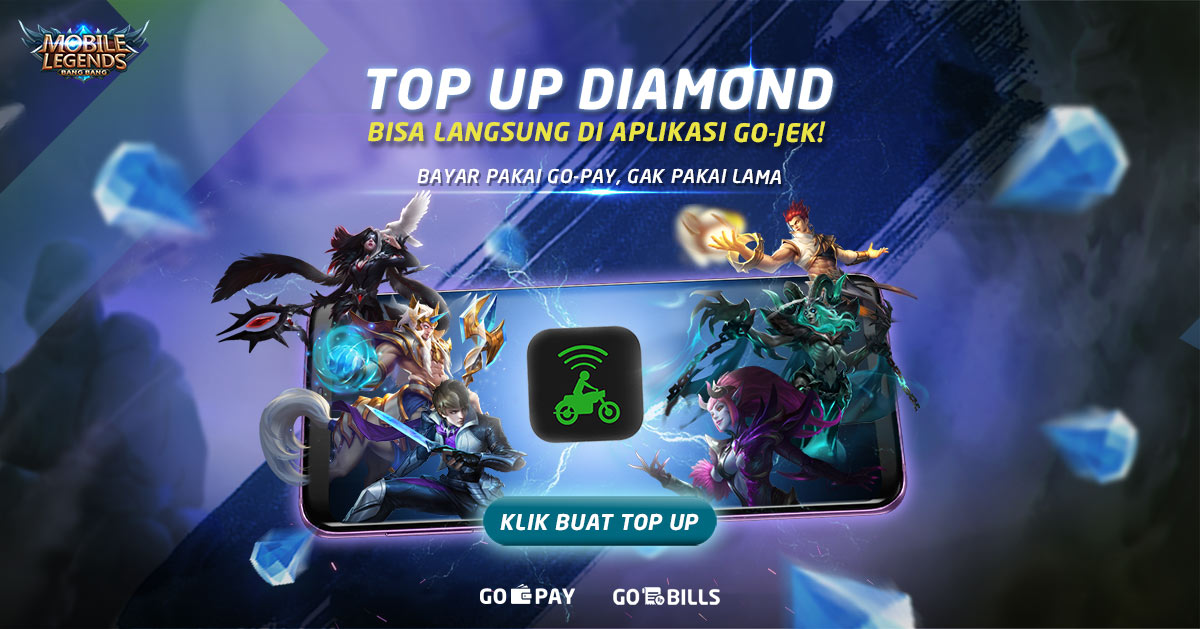 MOBILE
LEGENDS
BANG BANG
TOP UP DIAMOND
BISA LANGSUNG DI APLIKASI GO-JEK!
BAYAR PAKAI GO-PAY, GAK PAKAI LAMA
KLIK BUAT TOP UP
GO PAY GO BILLS